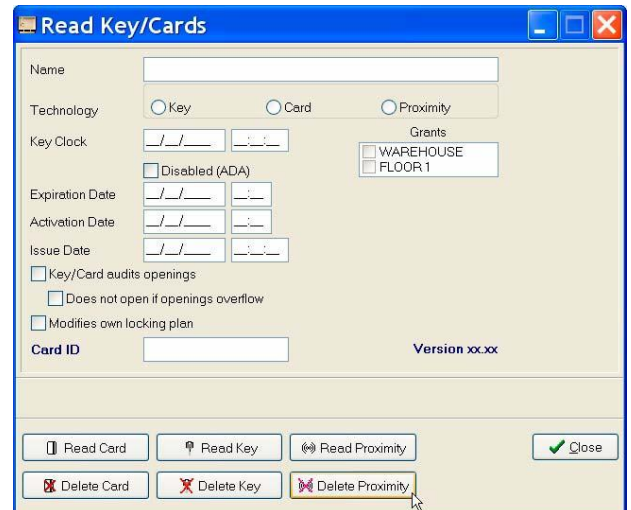 Read Key/Cards
Name
Technology Key Card Proximity
Key Clock __/__/____ __:__:__ Grants
WAREHOUSE
Disabled (ADA) FLOOR 1
Expiration Date __/__/____ __:__
Activation Date __/__/____ __:__
Issue Date __/__/____ __:__:__
Key/Card audits openings
Does not open if openings overflow
Modifies own locking plan
Card ID Version xx.xx
Read Card Read Key Read Proximity Close
Delete Card Delete Key Delete Proximity